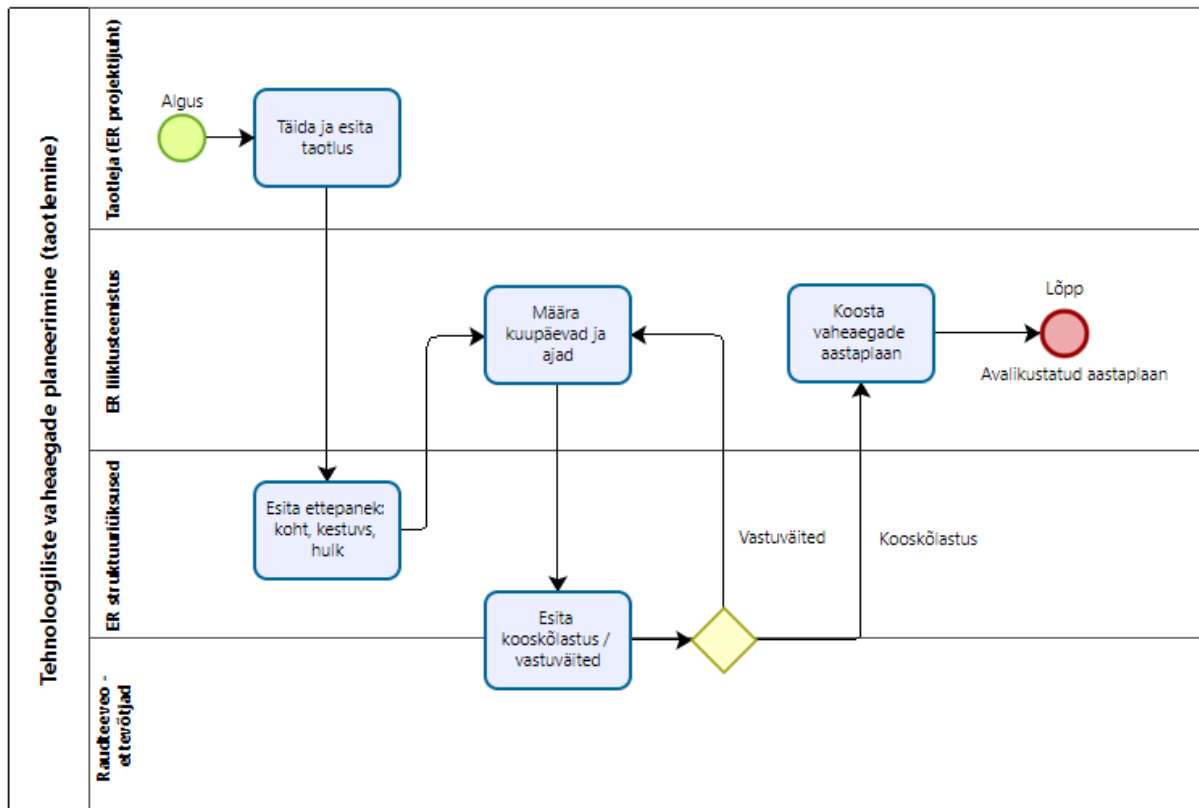 Tehnoloogiliste vaheaegade planeerimine (taotlemine)
Taotleja (ER projektijuht)
Algus
Täida ja esita
taotlus
ER liiklusteenistus
Määra
kuupäevad ja
ajad
Koosta
vaheaegade
aastaplaan
Lõpp
Avalikustatud aastaplaan
ER struktuuriüksused
Esita ettepanek:
koht, kestuvs,
hulk
Vastuväited
Kooskõlastus
Esita
kooskõlastus /
vastuväited
Raudteeveo -
ettevõtjad